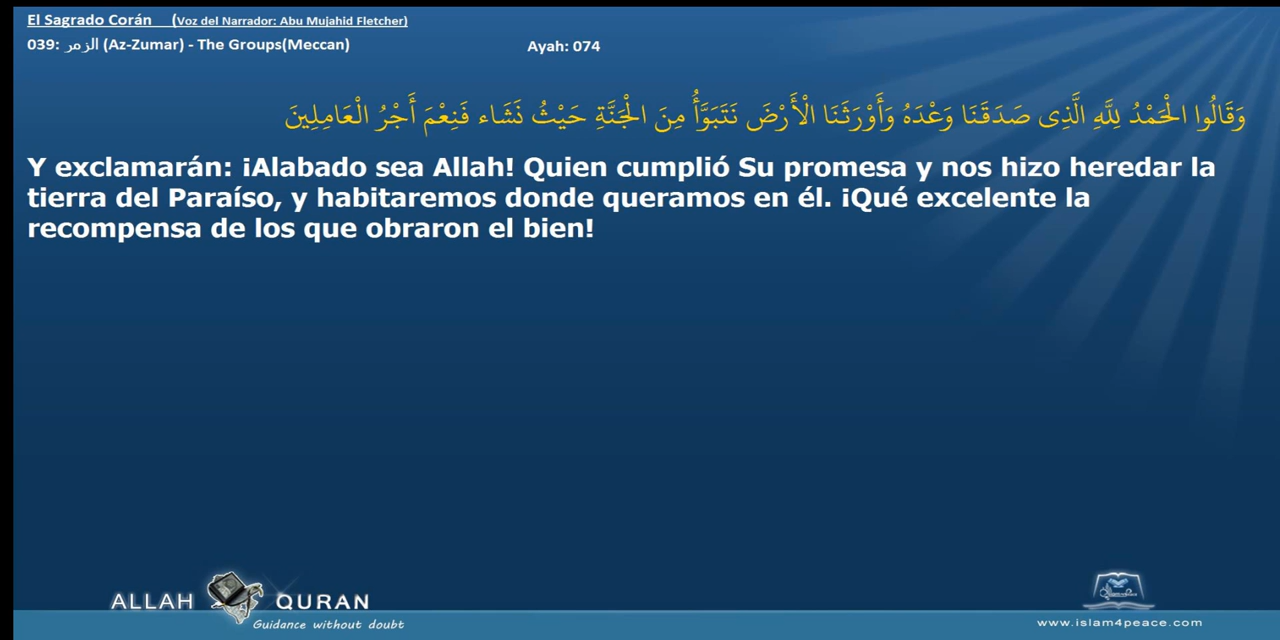 El Sagrado Corán (Voz del Narrador: Abu Mujahid Fletcher)
039: الزمر (Az-Zumar) - The Groups(Meccan) Ayah: 074
وَقَالُوا الْحَمْدُ لِلَّهِ الَّذِى صَدَقَنَا وَعْدَهُ وَأَوْرَثَنَا الْأَرْضَ نَتَبَوَّأُ مِنَ الْجَنَّةِ حَيْثُ نَشَاء فَنِعْمَ أَجْرُ الْعَامِلِينَ
Y exclamarán: ¡Alabado sea Allah! Quien cumplió Su promesa y nos hizo heredar la
tierra del Paraíso, y habitaremos donde queramos en él. ¡Qué excelente la
recompensa de los que obraron el bien!
ALLAH QURAN
Guidance without doubt
www.islam4peace.com